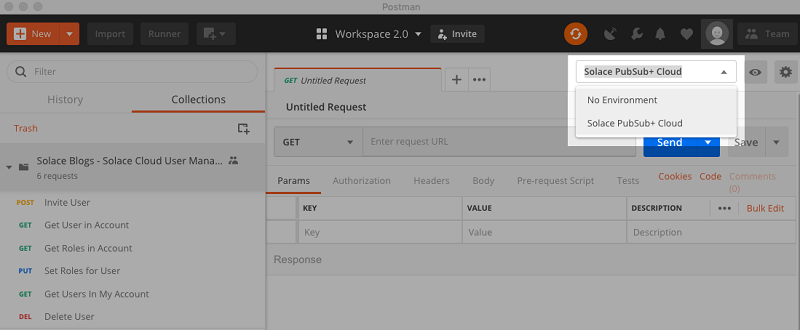 Postman
New
Import
Runner
Workspace 2.0
Invite
Team
Filter
History
Collections
Trash
Solace Blogs - Solace Cloud User Mana...
6 requests
POST Invite User
GET Get User in Account
GET Get Roles in Account
PUT Set Roles for User
GET Get Users In My Account
DEL Delete User
GET Untitled Request
Solace PubSub+ Cloud
No Environment
Solace PubSub+ Cloud
Untitled Request
GET
Enter request URL
Send
Save
Params Authorization Headers Body Pre-request Script Tests Cookies Code Comments
(0)
KEY VALUE DESCRIPTION Bulk Edit
Key Value Description
Response